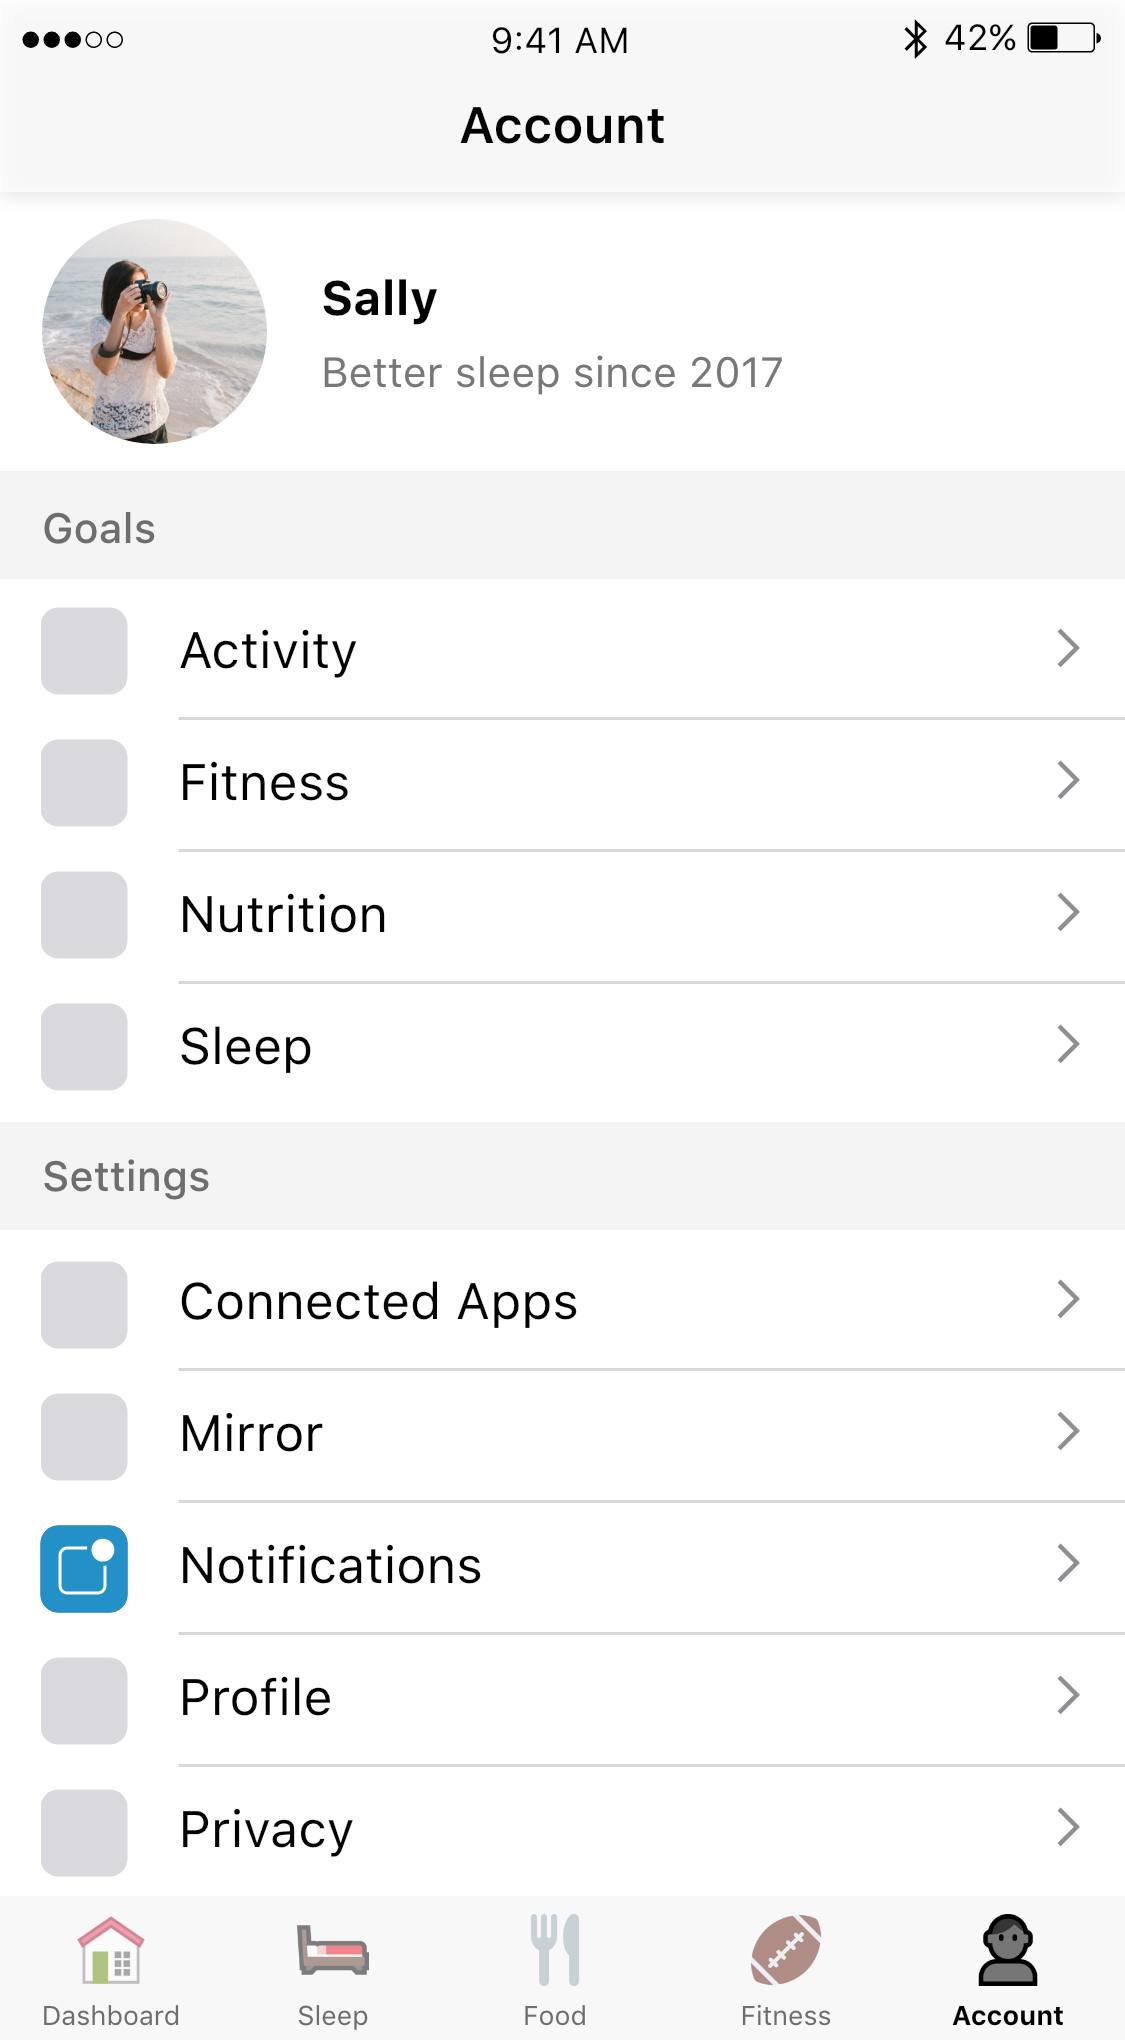 9:41 AM
42%
Account
Sally
Better sleep since 2017
Goals
Activity
Fitness
Nutrition
Sleep
Settings
Connected Apps
Mirror
Notifications
Profile
Privacy
Dashboard
Sleep
Food
Fitness
Account